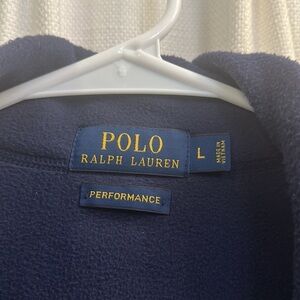 POLO
RALPH LAUREN
L
MADE IN
VIETNAM
PERFORMANCE